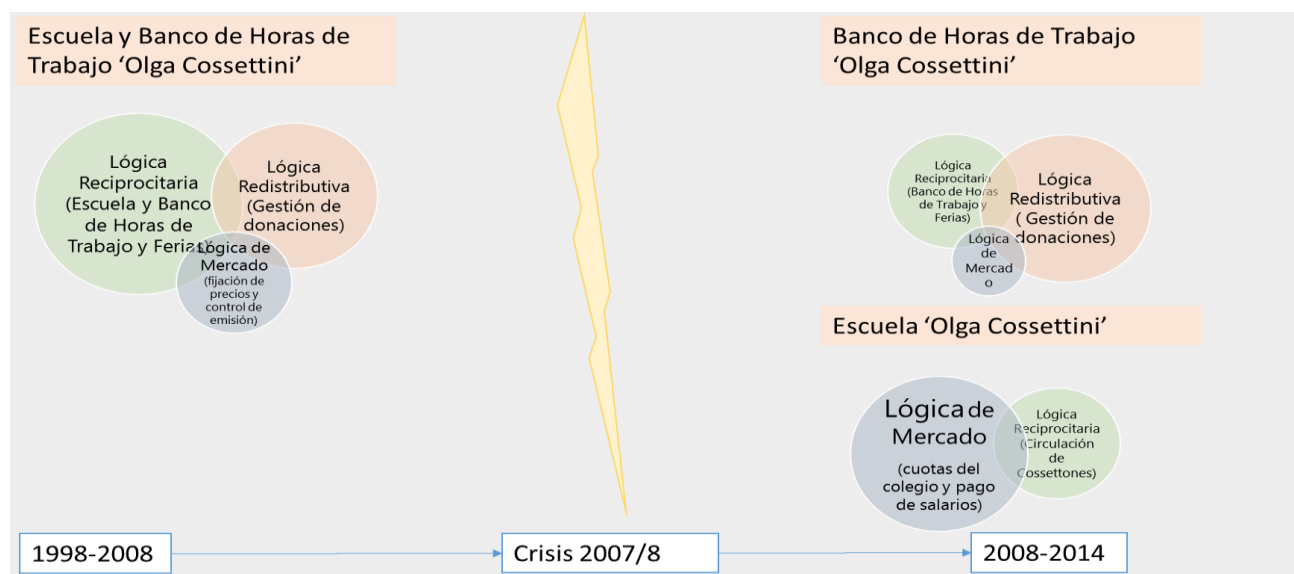 Escuela y Banco de Horas de
Trabajo ‘Olga Cossettini’
Lógica
Reciprocitaria
(Escuela y Banco
de Horas de
Trabajo y Ferias)
Lógica
Redistributiva
(Gestión de
donaciones)
Lógica de
Mercado
(fijación de
precios y
control de
emisión)
Banco de Horas de Trabajo
‘Olga Cossettini’
Lógica
Reciprocitaria
(Banco de Horas
de Trabajo y
Ferias)
Lógica
Redistributiva
( Gestión de
donaciones)
Lógica
de
Mercad
o
Escuela ‘Olga Cossettini’
Lógica de
Mercado
(cuotas del
colegio y pago
de salarios)
Lógica
Reciprocitaria
(Circulación
de
Cossettones)
1998-2008
Crisis 2007/8
2008-2014